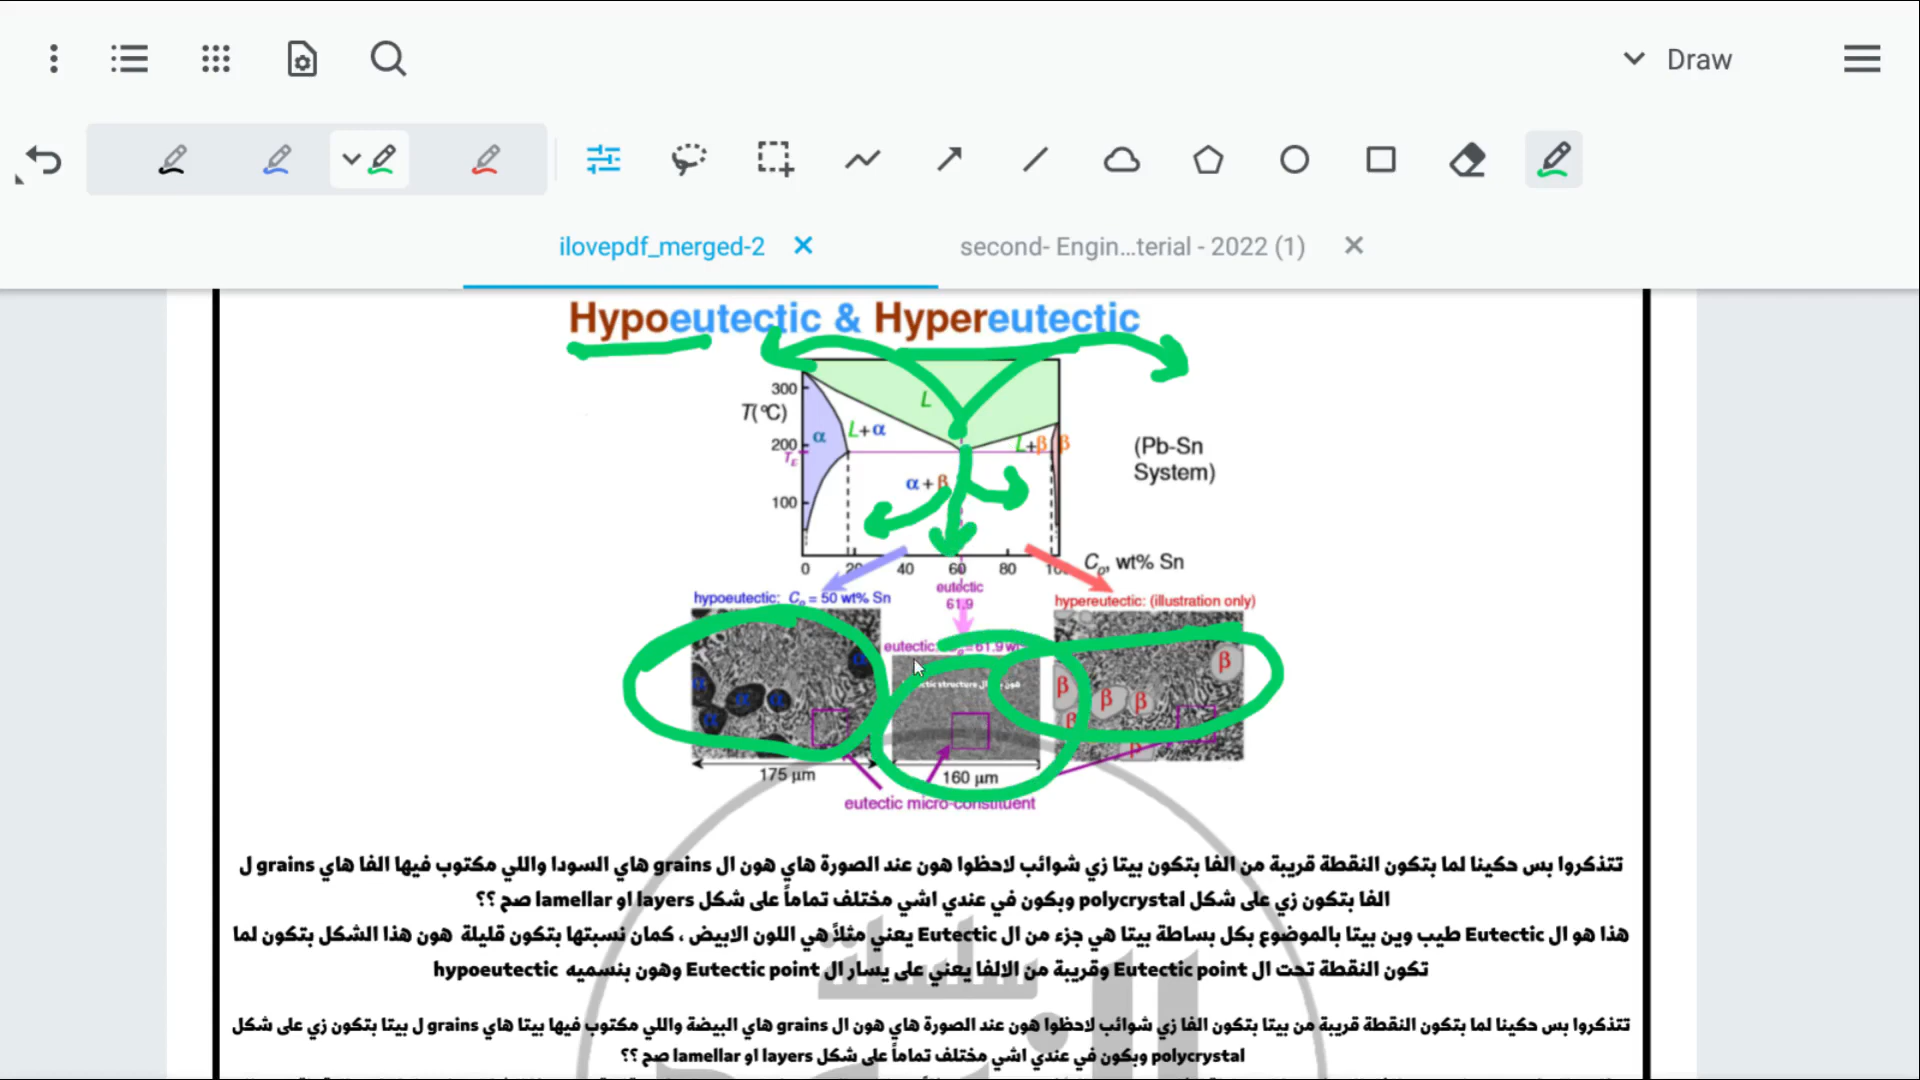 Draw
ilovepdf_merged-2
second- Engin...terial - 2022 (1)
Hypoeutectic & Hypereutectic
300
T(°C)
L
α
L+α
L+β
β
200
TE
(Pb-Sn
System)
α+β
100
0 20 40 60 80 100
Co, wt% Sn
eutectic
61.9
hypoeutectic: Co = 50 wt% Sn
hypereutectic: (illustration only)
eutectic:
=61.9
α
α
α
α
α
structure
β
β
β
β
β
β
175 μm
160 μm
eutectic micro-constituent
تتذكروا بس حكينا لما بتكون النقطة قريبة من الفا بتكون بيتا زي شوائب لاحظوا هون عند الصورة هاي هون ال grains هاي السودا واللي مكتوب فيها الفا هاي grains ل
الفا بتكون زي على شكل polycrystal وبكون في عندي اشي مختلف تماماً على شكل layers او lamellar صح ؟؟
هذا هو ال Eutectic طيب وين بيتا بالموضوع بكل بساطة بيتا هي جزء من ال Eutectic يعني مثلاً هي اللون الابيض ، كمان نسبتها بتكون قليلة هون هذا الشكل بتكون لما
تكون النقطة تحت ال Eutectic point وقريبة من الالفا يعني على يسار ال Eutectic point وهون بنسميه hypoeutectic
تتذكروا بس حكينا لما بتكون النقطة قريبة من بيتا بتكون الفا زي شوائب لاحظوا هون عند الصورة هاي هون ال grains هاي البيضة واللي مكتوب فيها بيتا هاي grains ل بيتا بتكون زي على شكل
polycrystal وبكون في عندي اشي مختلف تماماً على شكل layers او lamellar صح ؟؟